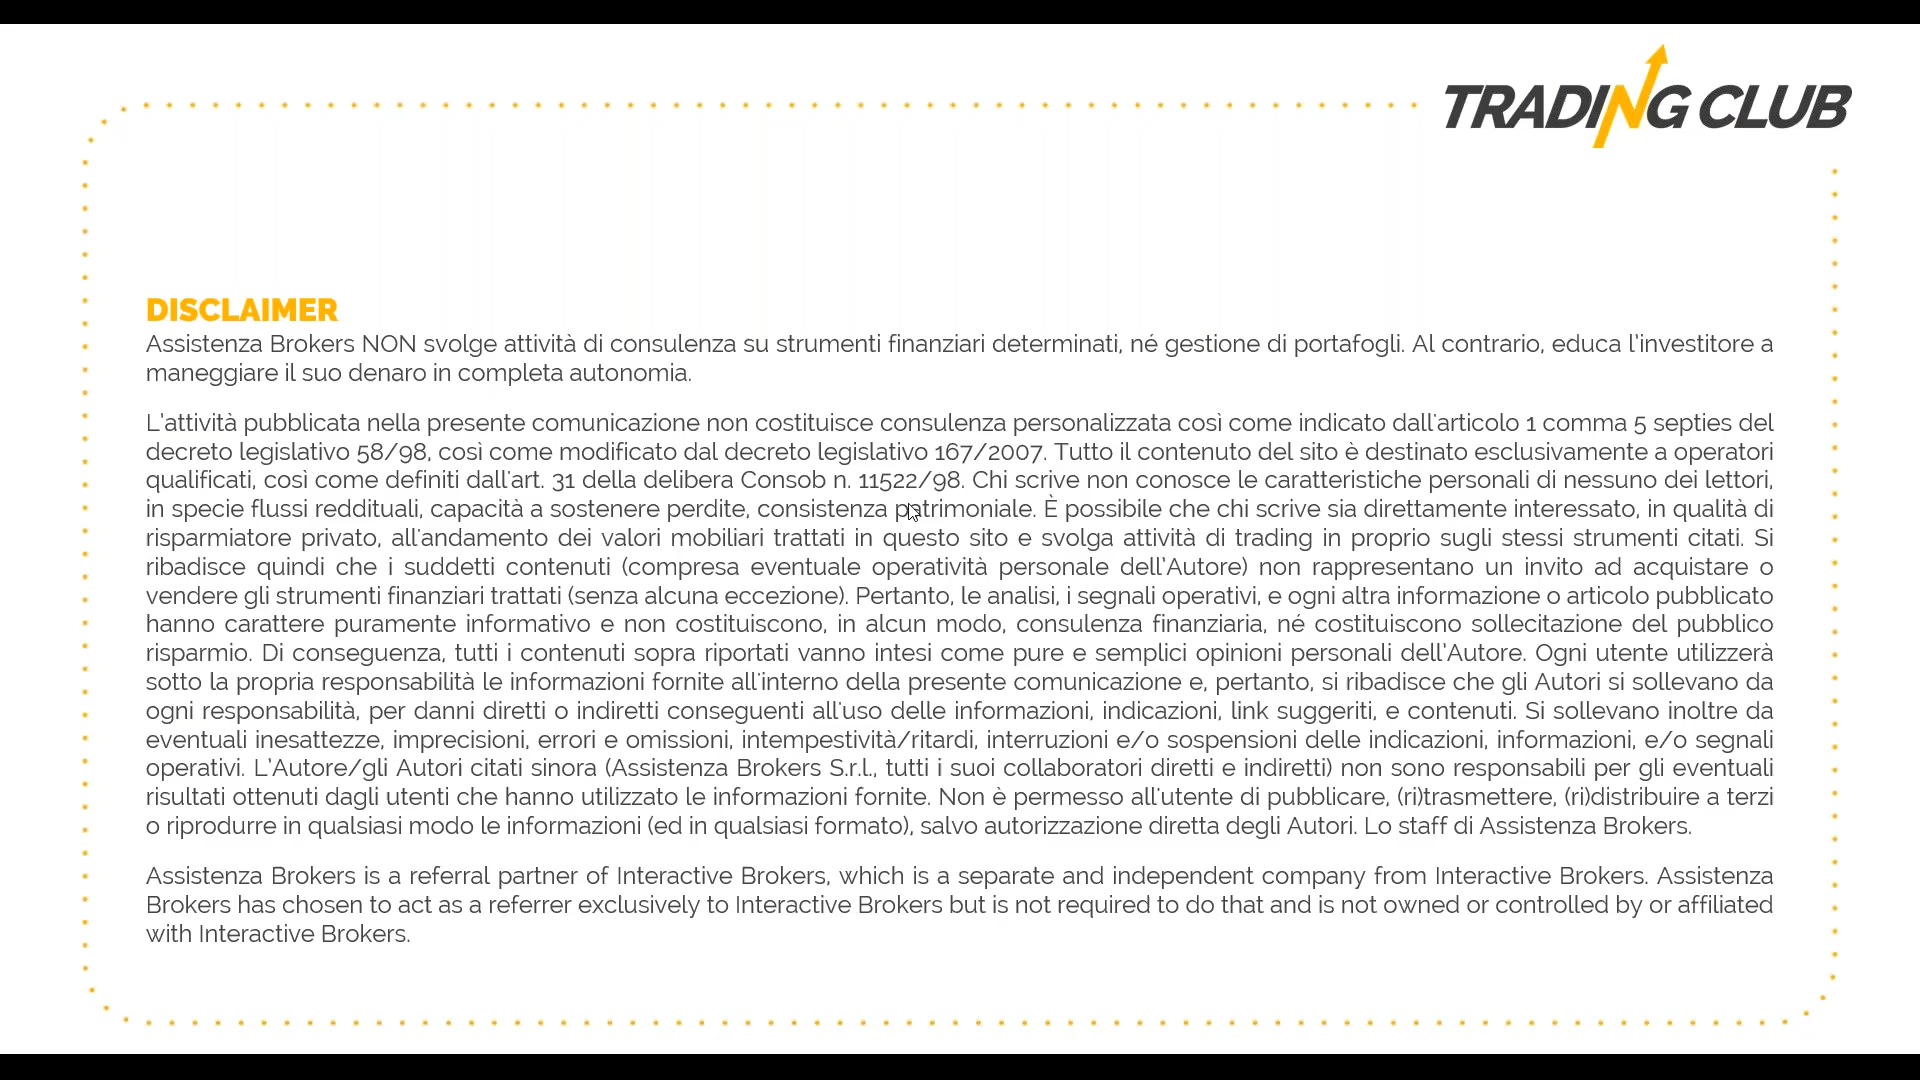 TRADING CLUB
DISCLAIMER
Assistenza Brokers NON svolge attività di consulenza su strumenti finanziari determinati, né gestione di portafogli. Al contrario, educa l'investitore a
maneggiare il suo denaro in completa autonomia.
L'attività pubblicata nella presente comunicazione non costituisce consulenza personalizzata così come indicato dall'articolo 1 comma 5 septies del
decreto legislativo 58/98, così come modificato dal decreto legislativo 167/2007. Tutto il contenuto del sito è destinato esclusivamente a operatori
qualificati, così come definiti dall'art. 31 della delibera Consob n. 11522/98. Chi scrive non conosce le caratteristiche personali di nessuno dei lettori,
in specie flussi reddituali, capacità a sostenere perdite, consistenza patrimoniale. È possibile che chi scrive sia direttamente interessato, in qualità di
risparmiatore privato, all'andamento dei valori mobiliari trattati in questo sito e svolga attività di trading in proprio sugli stessi strumenti citati. Si
ribadisce quindi che i suddetti contenuti (compresa eventuale operatività personale dell'Autore) non rappresentano un invito ad acquistare o
vendere gli strumenti finanziari trattati (senza alcuna eccezione). Pertanto, le analisi, i segnali operativi, e ogni altra informazione o articolo pubblicato
hanno carattere puramente informativo e non costituiscono, in alcun modo, consulenza finanziaria, né costituiscono sollecitazione del pubblico
risparmio. Di conseguenza, tutti i contenuti sopra riportati vanno intesi come pure e semplici opinioni personali dell'Autore. Ogni utente utilizzerà
sotto la propria responsabilità le informazioni fornite all'interno della presente comunicazione e, pertanto, si ribadisce che gli Autori si sollevano da
ogni responsabilità, per danni diretti o indiretti conseguenti all'uso delle informazioni, indicazioni, link suggeriti, e contenuti. Si sollevano inoltre da
eventuali inesattezze, imprecisioni, errori e omissioni, intempestività/ritardi, interruzioni e/o sospensioni delle indicazioni, informazioni, e/o segnali
operativi. L'Autore/gli Autori citati sinora (Assistenza Brokers S.r.l., tutti i suoi collaboratori diretti e indiretti) non sono responsabili per gli eventuali
risultati ottenuti dagli utenti che hanno utilizzato le informazioni fornite. Non è permesso all'utente di pubblicare, (ri)trasmettere, (ri)distribuire a terzi
o riprodurre in qualsiasi modo le informazioni (ed in qualsiasi formato), salvo autorizzazione diretta degli Autori. Lo staff di Assistenza Brokers.
Assistenza Brokers is a referral partner of Interactive Brokers, which is a separate and independent company from Interactive Brokers. Assistenza
Brokers has chosen to act as a referrer exclusively to Interactive Brokers but is not required to do that and is not owned or controlled by or affiliated
with Interactive Brokers.